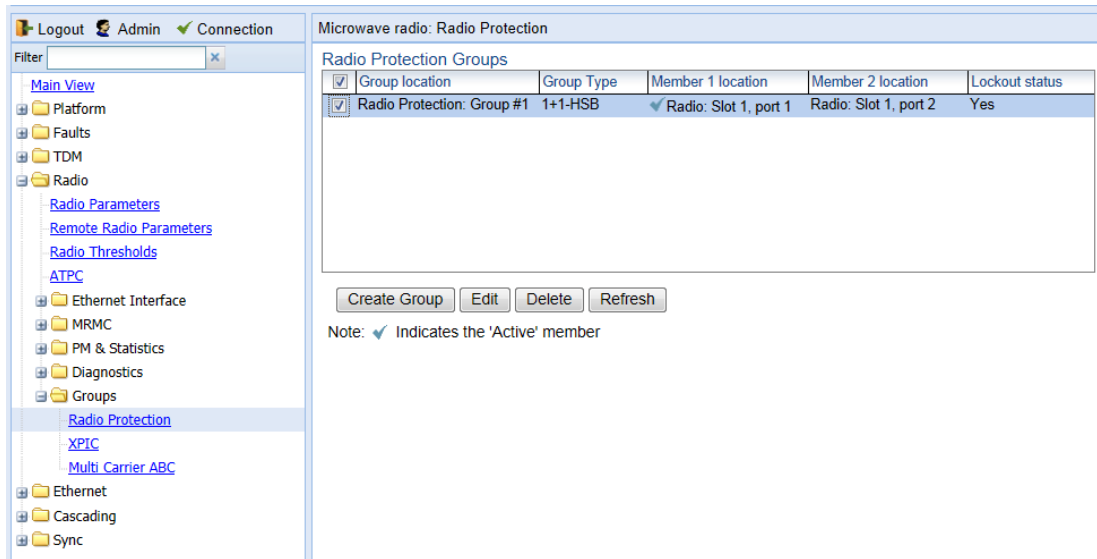 Logout Admin Connection
Filter
Main View
Platform
Faults
TDM
Radio
Radio Parameters
Remote Radio Parameters
Radio Thresholds
ATPC
Ethernet Interface
MRMC
PM & Statistics
Diagnostics
Groups
Radio Protection
XPIC
Multi Carrier ABC
Ethernet
Cascading
Sync
Microwave radio: Radio Protection
Radio Protection Groups
Group location Group Type Member 1 location Member 2 location Lockout status
Radio Protection: Group #1 1+1-HSB Radio: Slot 1, port 1 Radio: Slot 1, port 2 Yes
Create Group Edit Delete Refresh
Note: Indicates the 'Active' member